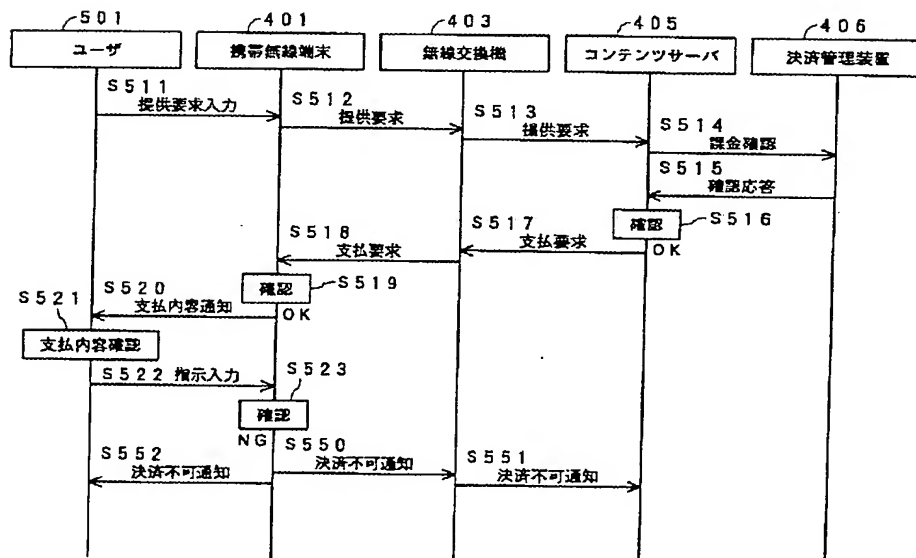 501
401
403
405
406
ユーザ
携帯無線端末
無線交換機
コンテンツサーバ
決済管理装置
S511
提供要求入力
S512
提供要求
S513
提供要求
S514
課金確認
S515
確認応答
確認
S516
OK
S517
支払要求
S518
支払要求
確認
S519
OK
S520
支払内容通知
S521
支払内容確認
S522 指示入力
S523
確認
NG
S550
決済不可通知
S551
決済不可通知
S552
決済不可通知